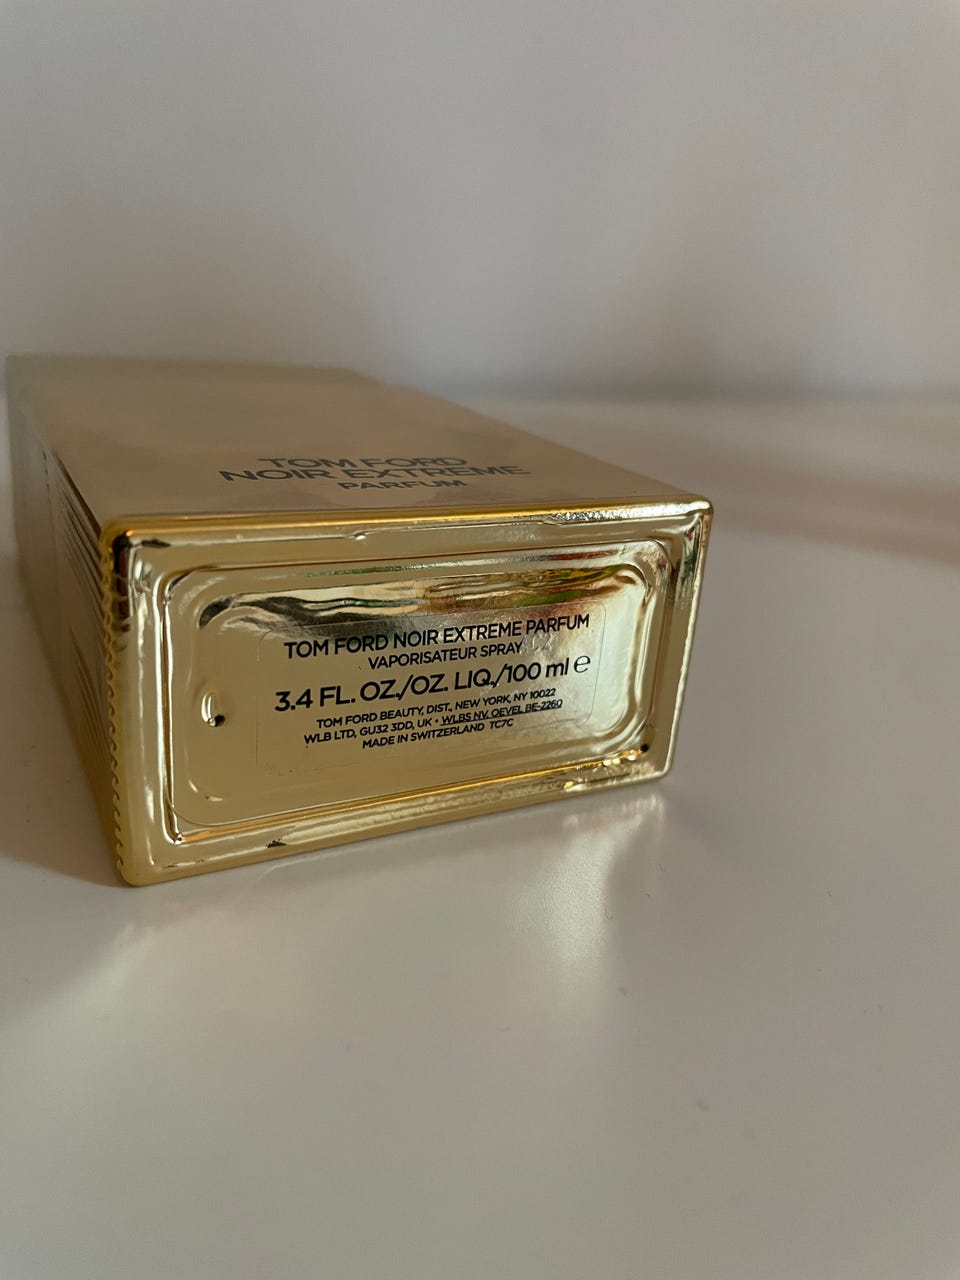 TOM FORD
NOIR EXTREME
PARFUM
TOM FORD NOIR EXTREME PARFUM
VAPORISATEUR SPRAY
3.4 FL. OZ./OZ. LIQ./100 ml ℮
TOM FORD BEAUTY, DIST., NEW YORK, NY 10022
WLB LTD, GU32 3DD, UK • WLBS NV. OEVEL BE-2260
MADE IN SWITZERLAND TC7C